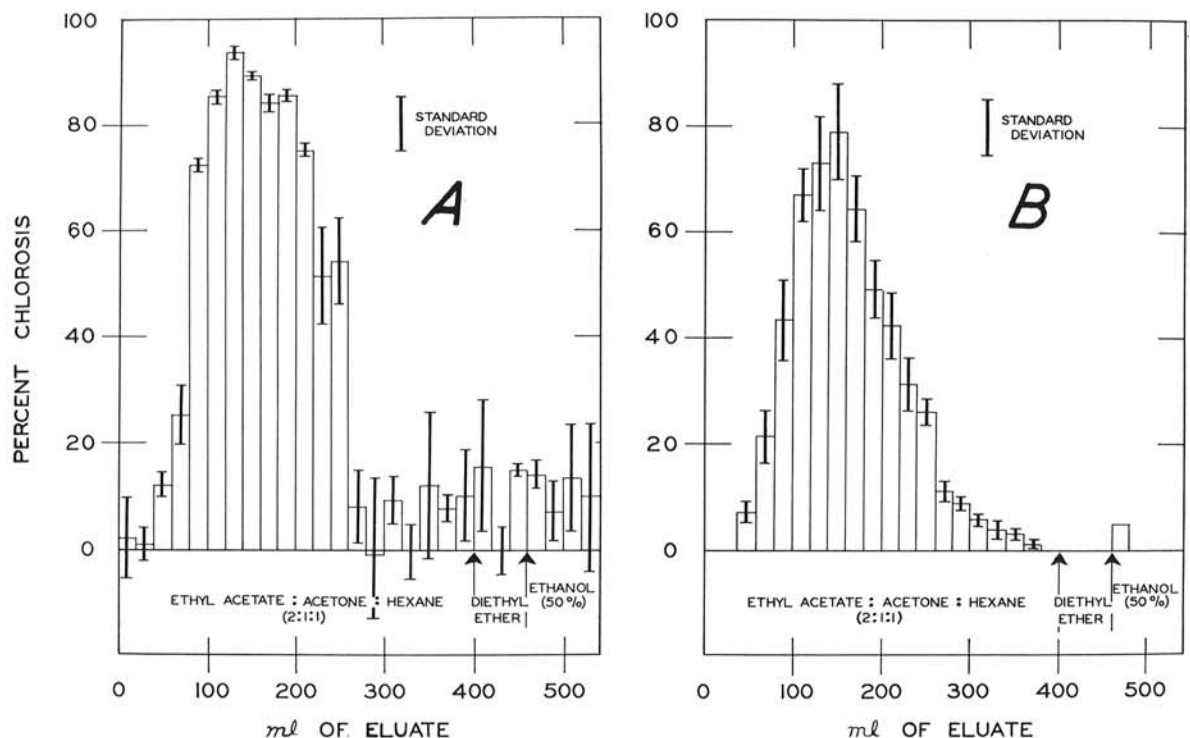 100
80
60
40
20
0
PERCENT CHLOROSIS
STANDARD
DEVIATION
A
ETHYL ACETATE : ACETONE : HEXANE
(2:1:1)
DIETHYL
ETHER
ETHANOL
(50%)
0 100 200 300 400 500
ml OF ELUATE
100
80
60
40
20
0
STANDARD
DEVIATION
B
ETHYL ACETATE : ACETONE : HEXANE
(2:1:1)
DIETHYL
ETHER
ETHANOL
(50%)
0 100 200 300 400 500
ml OF ELUATE